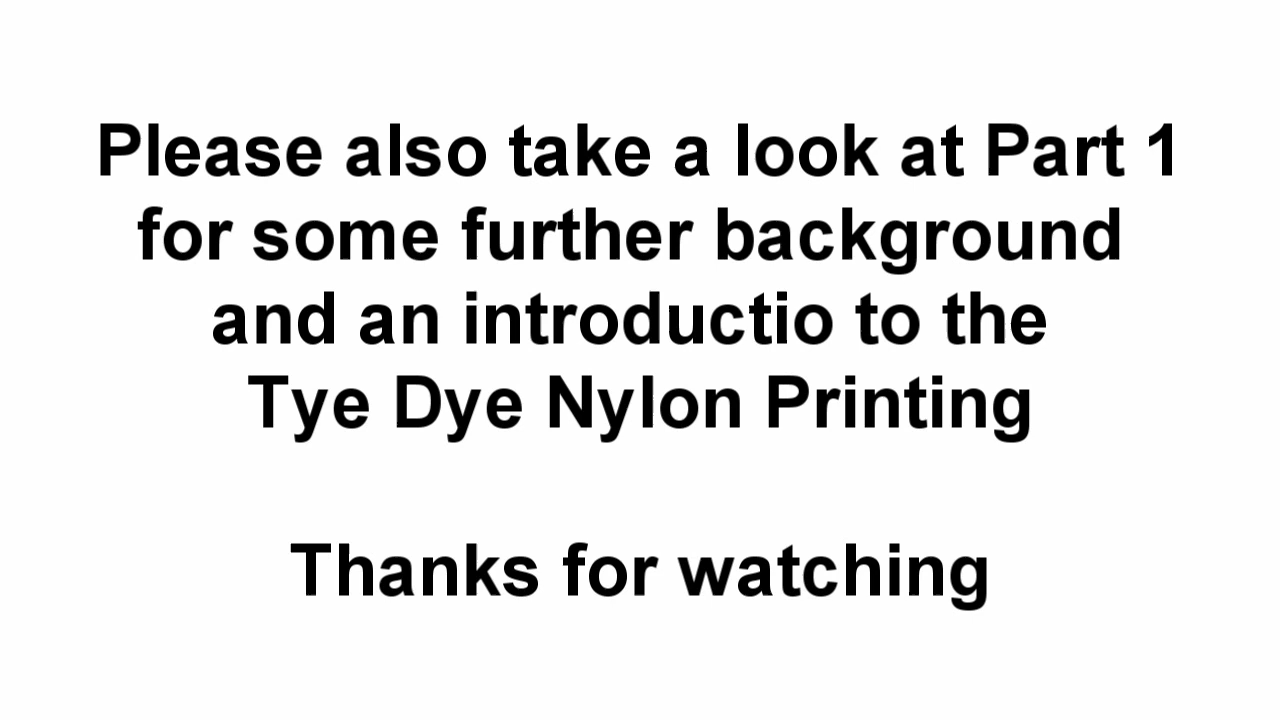 Please also take a look at Part 1
for some further background
and an introductio to the
Tye Dye Nylon Printing
Thanks for watching